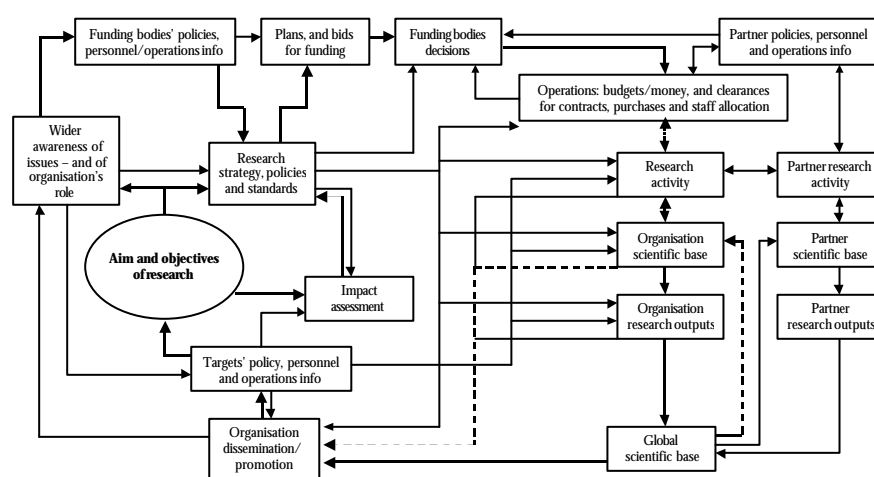 Funding bodies' policies,
personnel/operations info
Plans, and bids
for funding
Funding bodies
decisions
Partner policies, personnel
and operations info
Operations: budgets/money, and clearances
for contracts, purchases and staff allocation
Wider
awareness of
issues – and of
organisation's
role
Research
strategy, policies
and standards
Research
activity
Partner research
activity
Aim and objectives
of research
Organisation
scientific base
Partner
scientific base
Impact
assessment
Organisation
research outputs
Partner
research outputs
Targets' policy, personnel
and operations info
Organisation
dissemination/
promotion
Global
scientific base